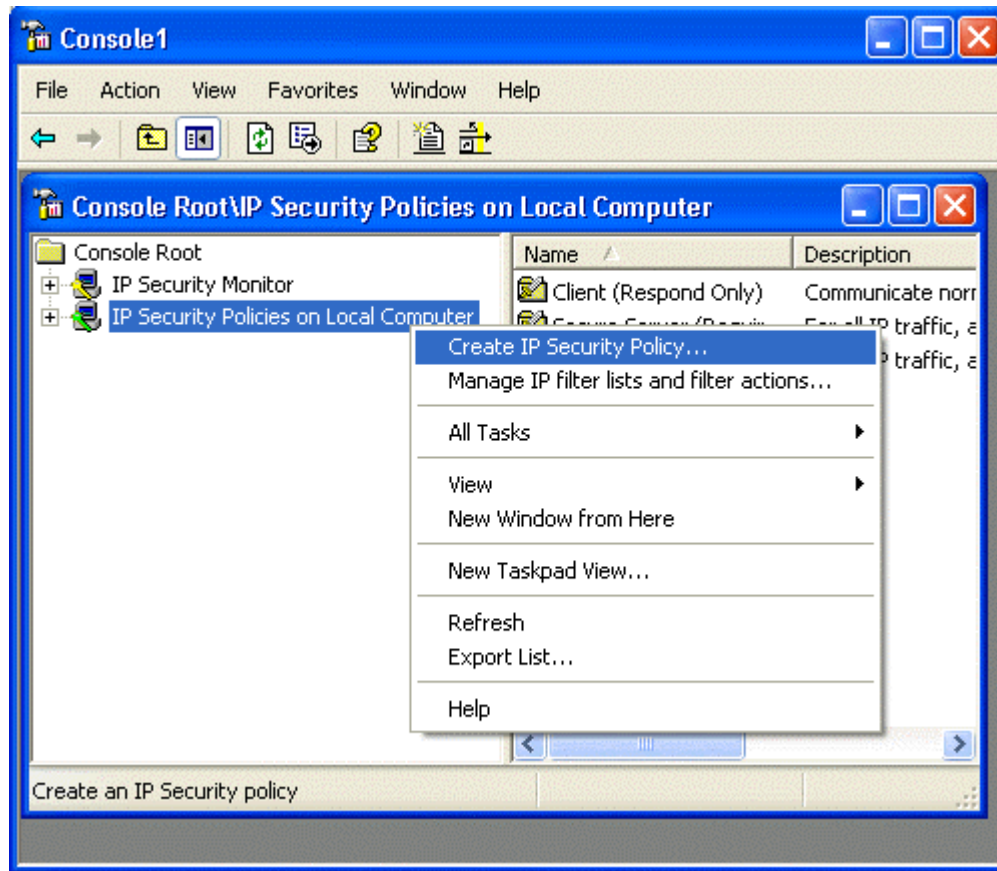 Console1
File Action View Favorites Window Help
Console Root\IP Security Policies on Local Computer
Console Root
IP Security Monitor
IP Security Policies on Local Computer
Name Description
Client (Respond Only) Communicate norr
traffic, a
traffic, a
Create IP Security Policy...
Manage IP filter lists and filter actions...
All Tasks
View
New Window from Here
New Taskpad View...
Refresh
Export List...
Help
Create an IP Security policy